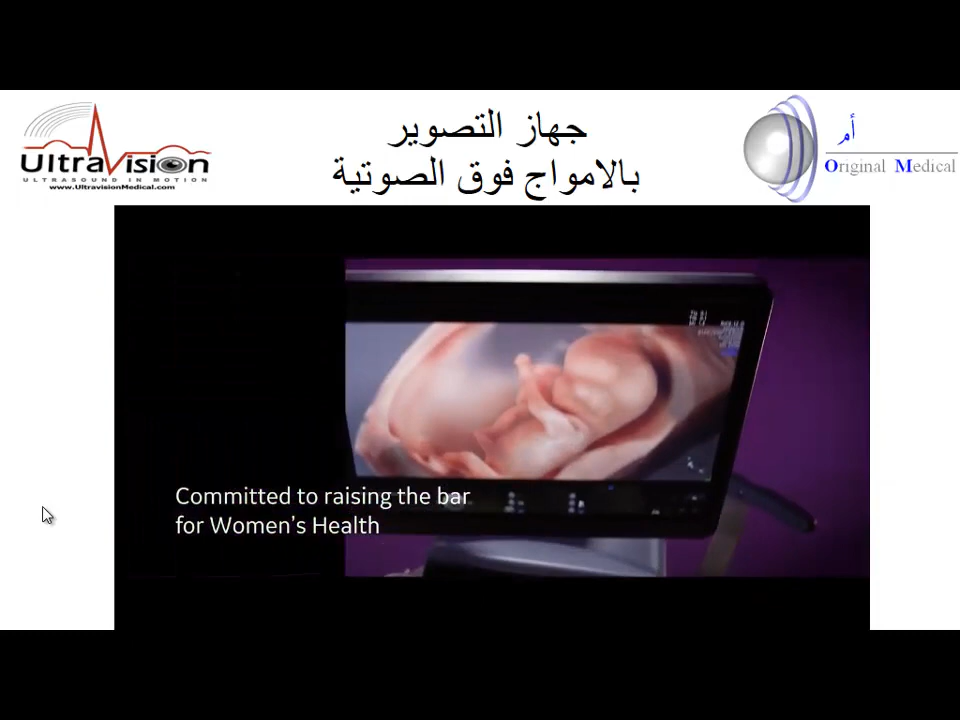 UltraVision
ULTRASOUND IN MOTION
www.UltravisionMedical.com
جهاز التصوير
بالامواج فوق الصوتية
أم
Original Medical
Committed to raising the bar
for Women's Health